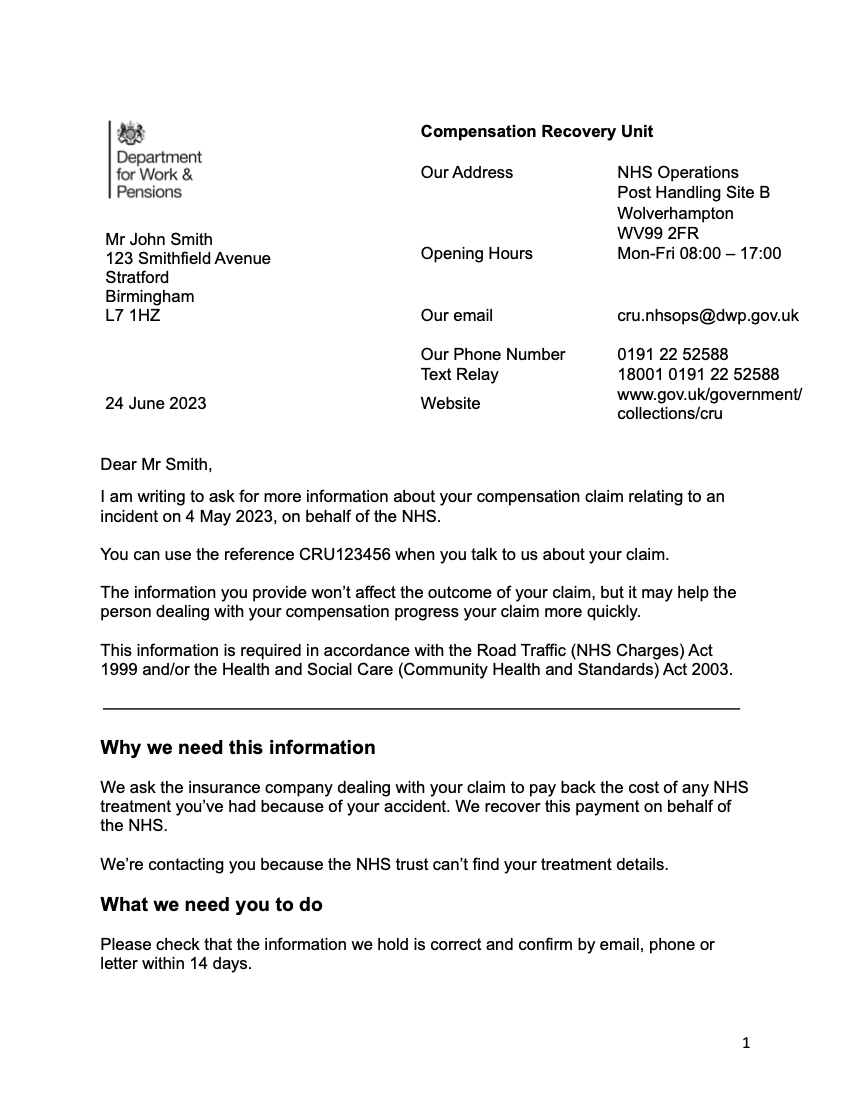 Department
for Work &
Pensions
Mr John Smith
123 Smithfield Avenue
Stratford
Birmingham
L7 1HZ
24 June 2023
Compensation Recovery Unit
Our Address NHS Operations
Post Handling Site B
Wolverhampton
WV99 2FR
Opening Hours Mon-Fri 08:00 – 17:00
Our email cru.nhsops@dwp.gov.uk
Our Phone Number 0191 22 52588
Text Relay 18001 0191 22 52588
Website www.gov.uk/government/
collections/cru
Dear Mr Smith,
I am writing to ask for more information about your compensation claim relating to an
incident on 4 May 2023, on behalf of the NHS.
You can use the reference CRU123456 when you talk to us about your claim.
The information you provide won’t affect the outcome of your claim, but it may help the
person dealing with your compensation progress your claim more quickly.
This information is required in accordance with the Road Traffic (NHS Charges) Act
1999 and/or the Health and Social Care (Community Health and Standards) Act 2003.
Why we need this information
We ask the insurance company dealing with your claim to pay back the cost of any NHS
treatment you’ve had because of your accident. We recover this payment on behalf of
the NHS.
We’re contacting you because the NHS trust can’t find your treatment details.
What we need you to do
Please check that the information we hold is correct and confirm by email, phone or
letter within 14 days.
1